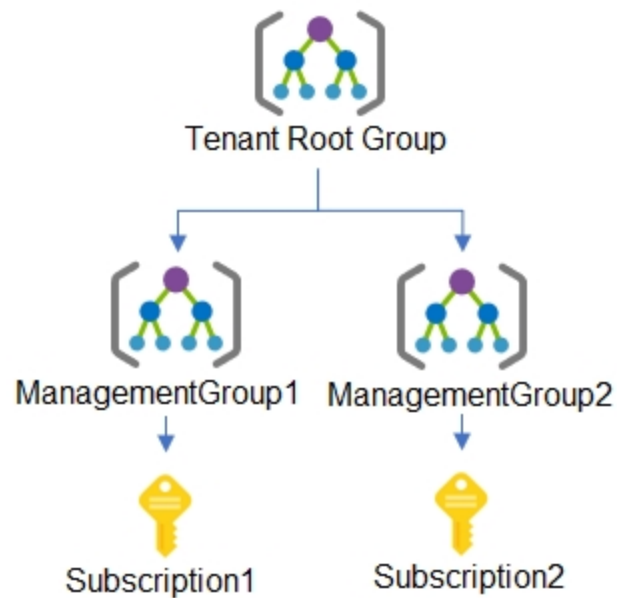 Tenant Root Group
ManagementGroup1
ManagementGroup2
Subscription1
Subscription2